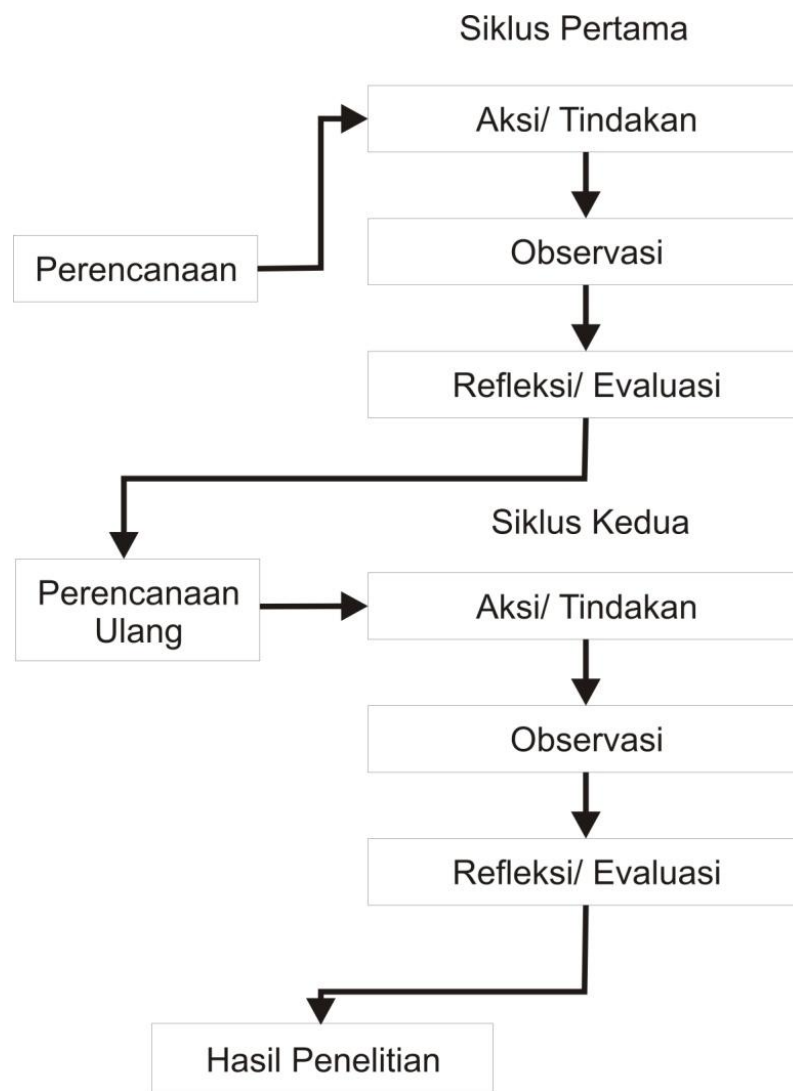 Siklus Pertama
Aksi/ Tindakan
Perencanaan
Observasi
Refleksi/ Evaluasi
Siklus Kedua
Perencanaan
Ulang
Aksi/ Tindakan
Observasi
Refleksi/ Evaluasi
Hasil Penelitian